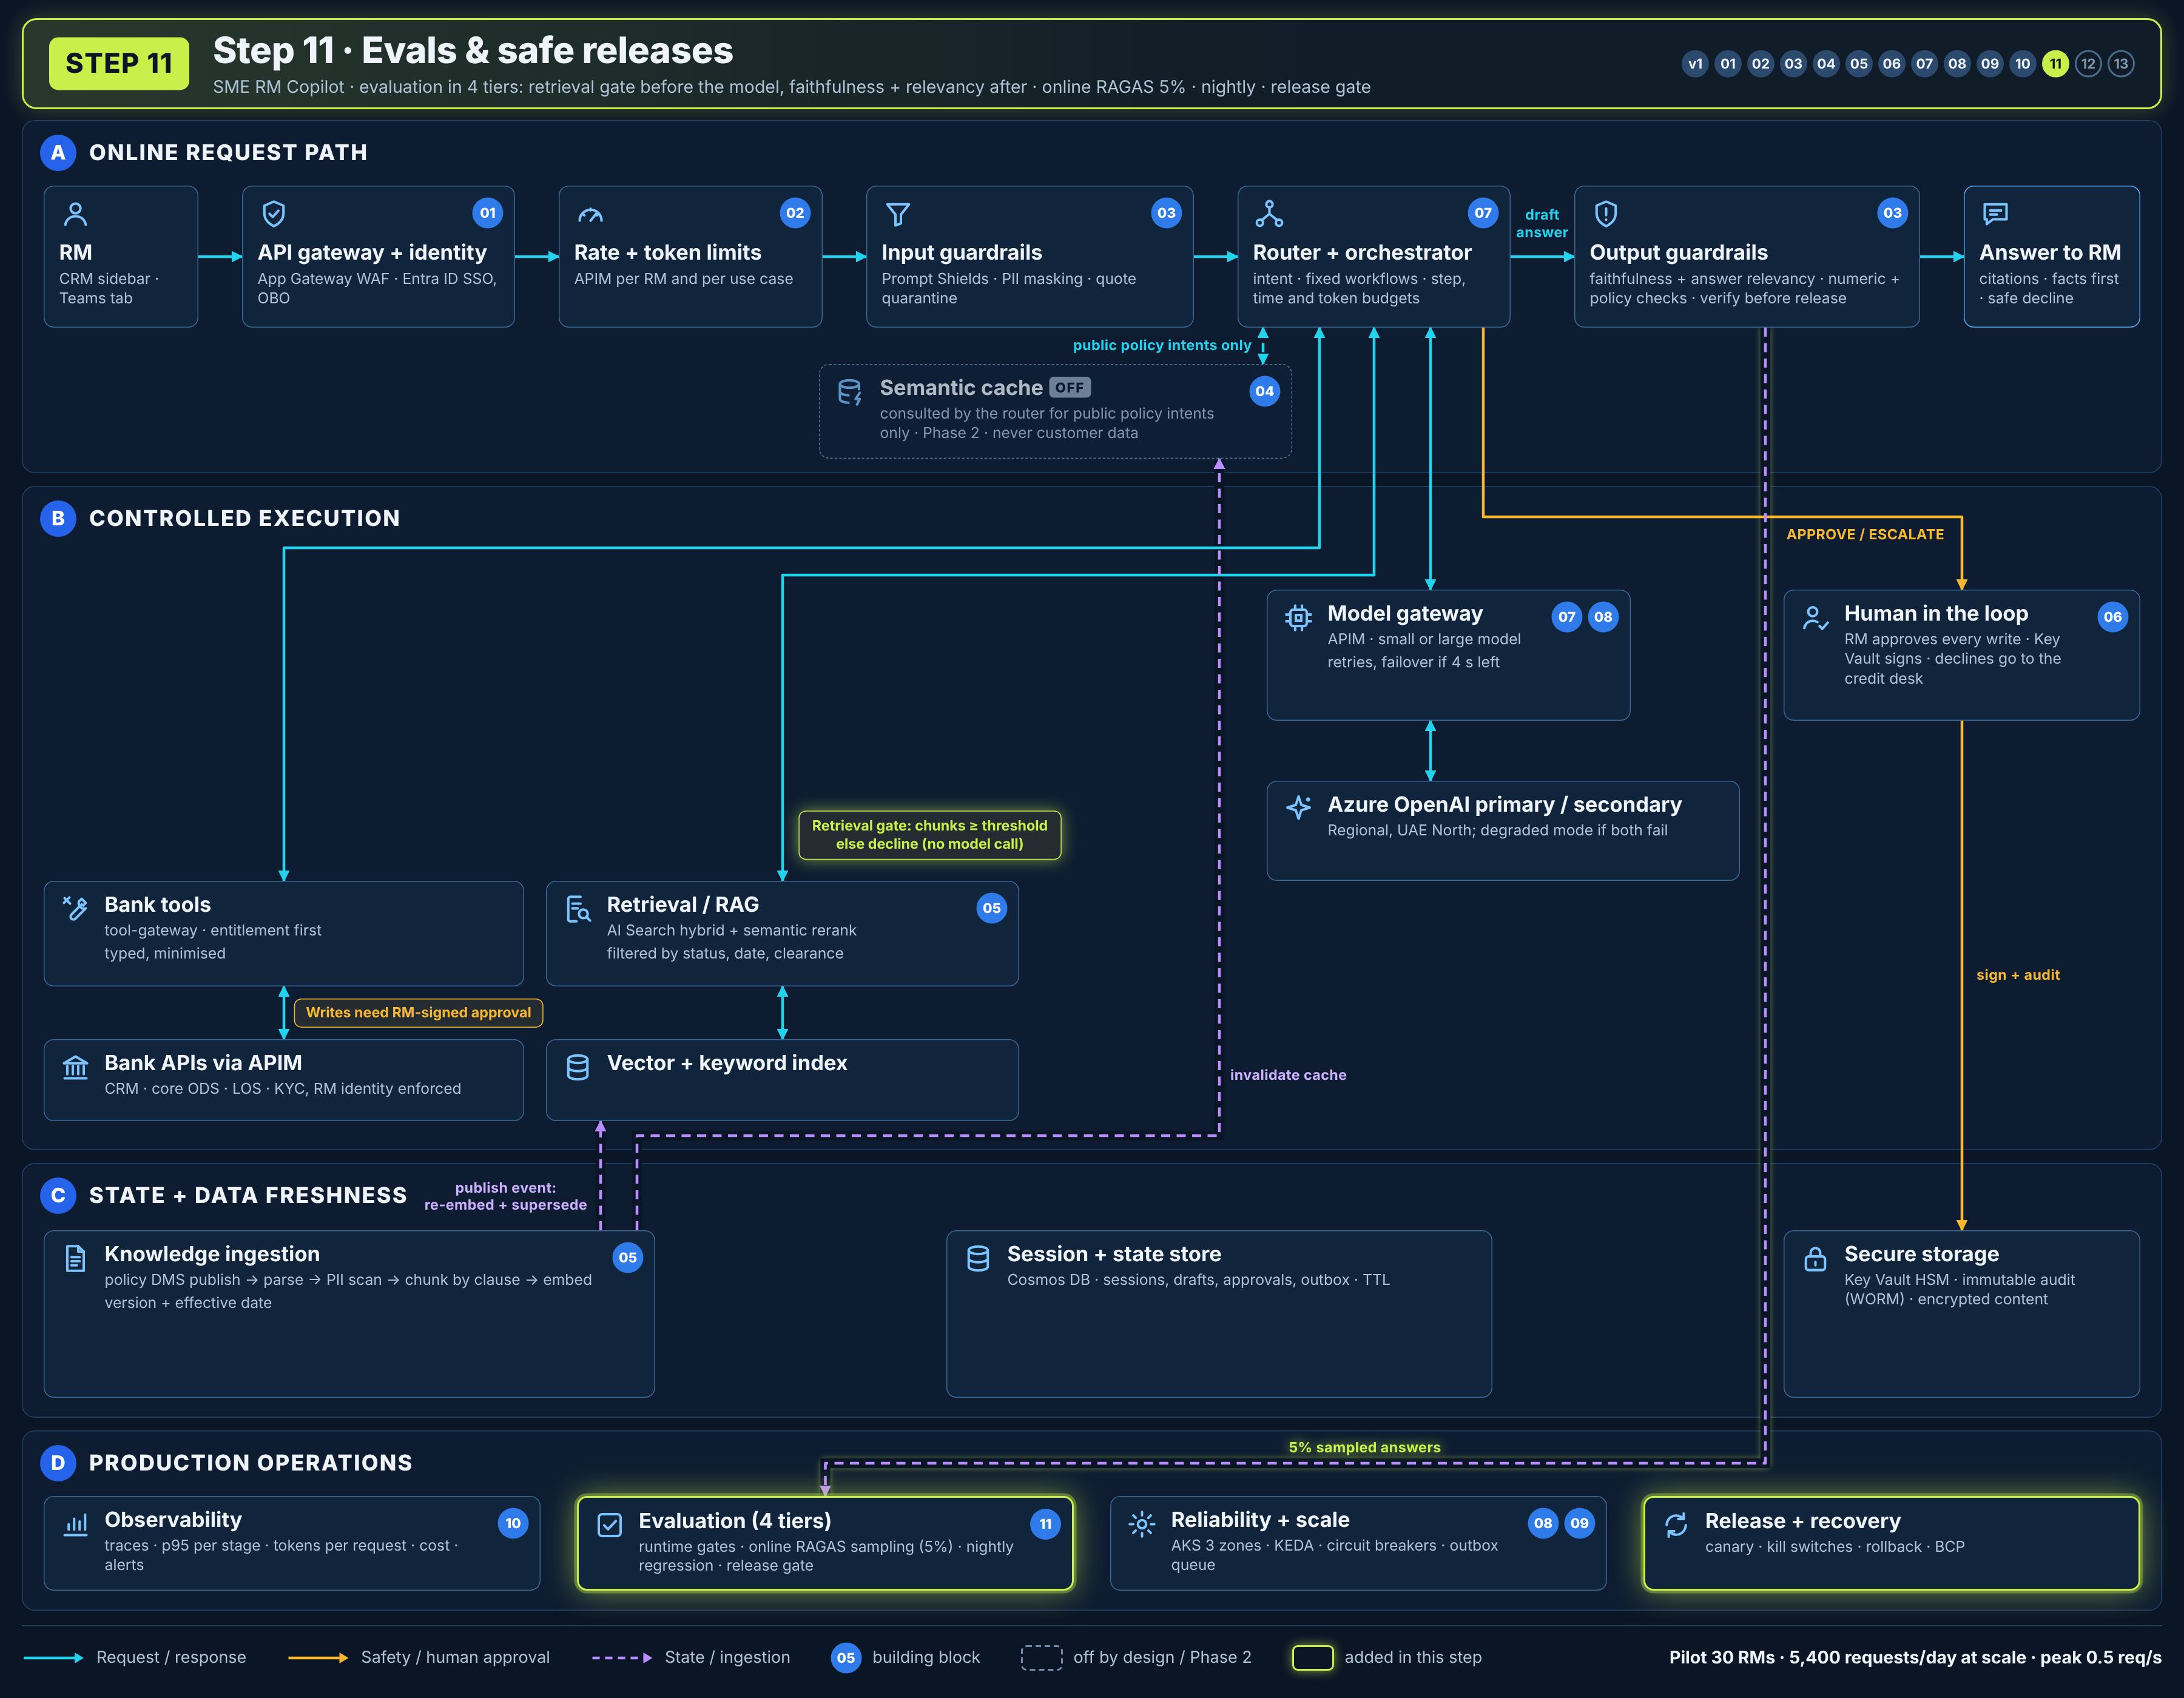 STEP 11
Step 11 · Evals & safe releases
SME RM Copilot · evaluation in 4 tiers: retrieval gate before the model, faithfulness + relevancy after · online RAGAS 5% · nightly · release gate
v1 01 02 03 04 05 06 07 08 09 10 11 12 13
A ONLINE REQUEST PATH
RM
CRM sidebar ·
Teams tab
01
API gateway + identity
App Gateway WAF · Entra ID SSO,
OBO
02
Rate + token limits
APIM per RM and per use case
03
Input guardrails
Prompt Shields · PII masking · quote
quarantine
07
Router + orchestrator
intent · fixed workflows · step,
time and token budgets
draft
answer
03
Output guardrails
faithfulness + answer relevancy · numeric +
policy checks · verify before release
Answer to RM
citations · facts first
· safe decline
public policy intents only
Semantic cache OFF
04
consulted by the router for public policy intents
only · Phase 2 · never customer data
B CONTROLLED EXECUTION
APPROVE / ESCALATE
Model gateway
07 08
APIM · small or large model
retries, failover if 4 s left
Human in the loop
06
RM approves every write · Key
Vault signs · declines go to the
credit desk
Azure OpenAI primary / secondary
Regional, UAE North; degraded mode if both fail
Retrieval gate: chunks ≥ threshold
else decline (no model call)
Bank tools
tool-gateway · entitlement first
typed, minimised
Retrieval / RAG
05
AI Search hybrid + semantic rerank
filtered by status, date, clearance
sign + audit
Writes need RM-signed approval
Bank APIs via APIM
CRM · core ODS · LOS · KYC, RM identity enforced
Vector + keyword index
invalidate cache
C STATE + DATA FRESHNESS
publish event:
re-embed + supersede
Knowledge ingestion
05
policy DMS publish → parse → PII scan → chunk by clause → embed
version + effective date
Session + state store
Cosmos DB · sessions, drafts, approvals, outbox · TTL
Secure storage
Key Vault HSM · immutable audit
(WORM) · encrypted content
D PRODUCTION OPERATIONS
5% sampled answers
Observability
10
traces · p95 per stage · tokens per request · cost ·
alerts
Evaluation (4 tiers)
11
runtime gates · online RAGAS sampling (5%) · nightly
regression · release gate
Reliability + scale
08 09
AKS 3 zones · KEDA · circuit breakers · outbox
queue
Release + recovery
canary · kill switches · rollback · BCP
Request / response
Safety / human approval
State / ingestion
05 building block
off by design / Phase 2
added in this step
Pilot 30 RMs · 5,400 requests/day at scale · peak 0.5 req/s